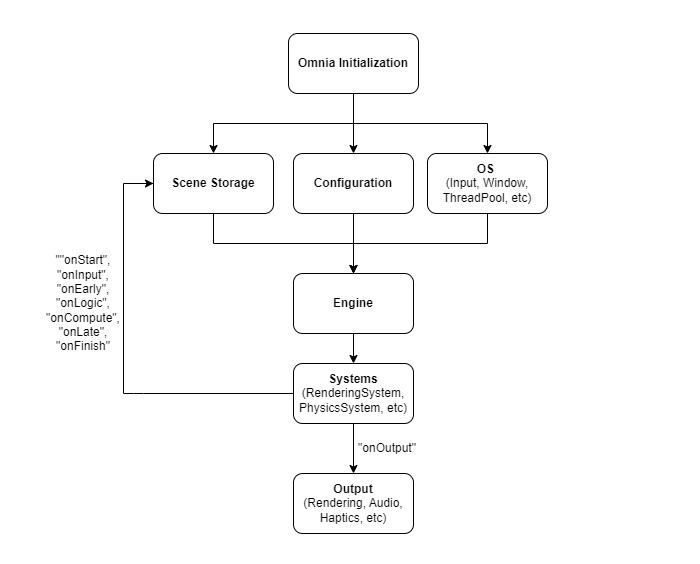 Omnia Initialization
Scene Storage
Configuration
OS
(Input, Window,
ThreadPool, etc)
""onStart",
"onInput",
"onEarly",
"onLogic",
"onCompute",
"onLate",
"onFinish"
Engine
Systems
(RenderingSystem,
PhysicsSystem, etc)
"onOutput"
Output
(Rendering, Audio,
Haptics, etc)